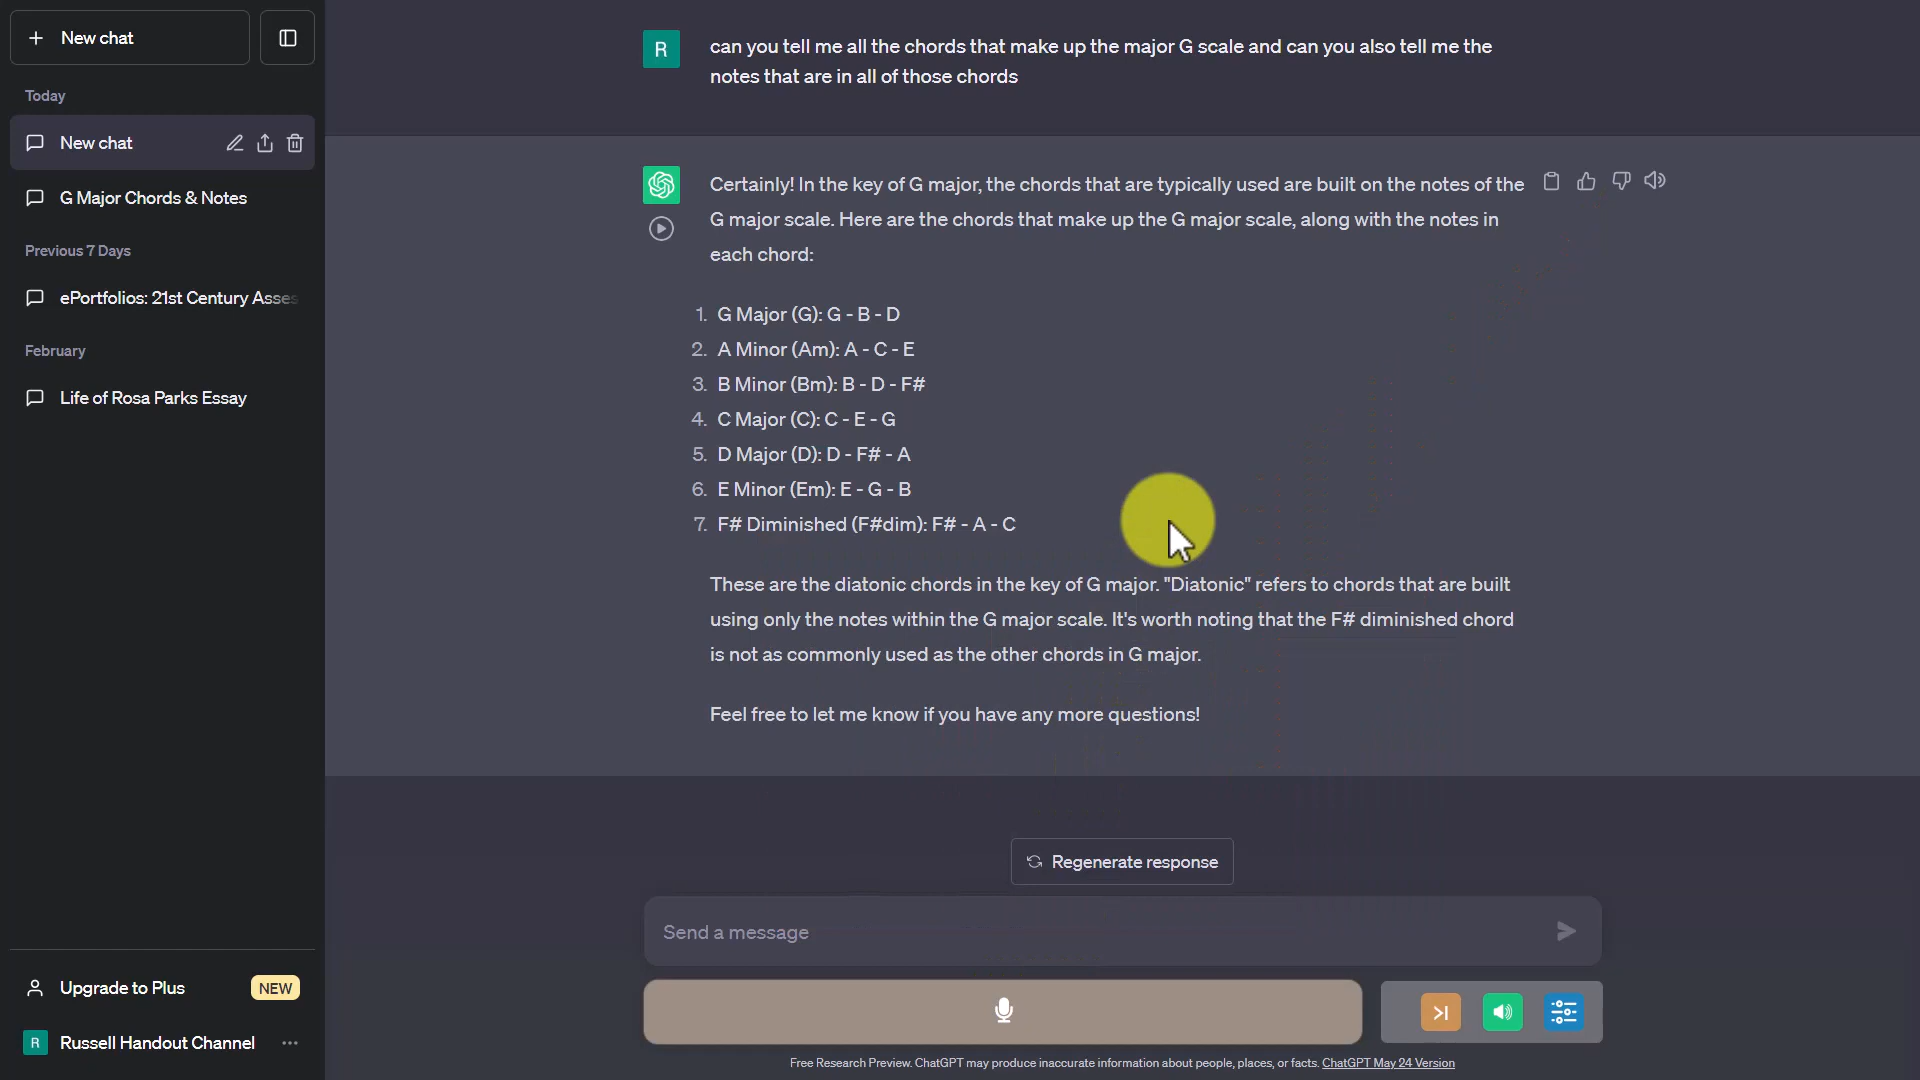 New chat
Today
New chat
G Major Chords & Notes
Previous 7 Days
ePortfolios: 21st Century Asses
February
Life of Rosa Parks Essay
Upgrade to Plus NEW
R Russell Handout Channel
R can you tell me all the chords that make up the major G scale and can you also tell me the
notes that are in all of those chords
Certainly! In the key of G major, the chords that are typically used are built on the notes of the
G major scale. Here are the chords that make up the G major scale, along with the notes in
each chord:
1. G Major (G): G - B - D
2. A Minor (Am): A - C - E
3. B Minor (Bm): B - D - F#
4. C Major (C): C - E - G
5. D Major (D): D - F# - A
6. E Minor (Em): E - G - B
7. F# Diminished (F#dim): F# - A - C
These are the diatonic chords in the key of G major. "Diatonic" refers to chords that are built
using only the notes within the G major scale. It's worth noting that the F# diminished chord
is not as commonly used as the other chords in G major.
Feel free to let me know if you have any more questions!
Regenerate response
Send a message
Free Research Preview. ChatGPT may produce inaccurate information about people, places, or facts. ChatGPT May 24 Version